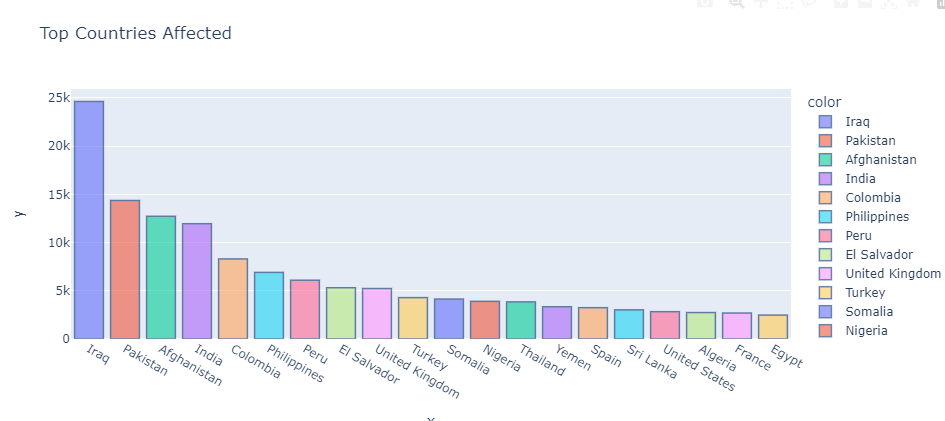 Top Countries Affected
25k
20k
15k
10k
5k
0
y
Iraq
Pakistan
Afghanistan
India
Colombia
Philippines
Peru
El Salvador
United Kingdom
Turkey
Somalia
Nigeria
Thailand
Yemen
Spain
Sri Lanka
United States
Algeria
France
Egypt
color
Iraq
Pakistan
Afghanistan
India
Colombia
Philippines
Peru
El Salvador
United Kingdom
Turkey
Somalia
Nigeria